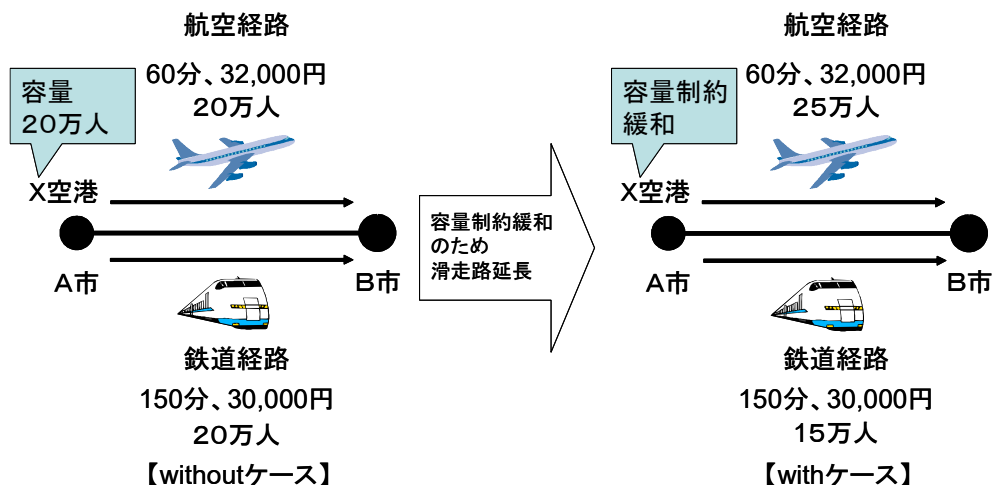 航空経路
60分、32,000円
20万人
容量
20万人
X空港
A市
B市
鉄道経路
150分、30,000円
20万人
【withoutケース】
容量制約緩和
のため
滑走路延長
航空経路
60分、32,000円
25万人
容量制約
緩和
X空港
A市
B市
鉄道経路
150分、30,000円
15万人
【withケース】